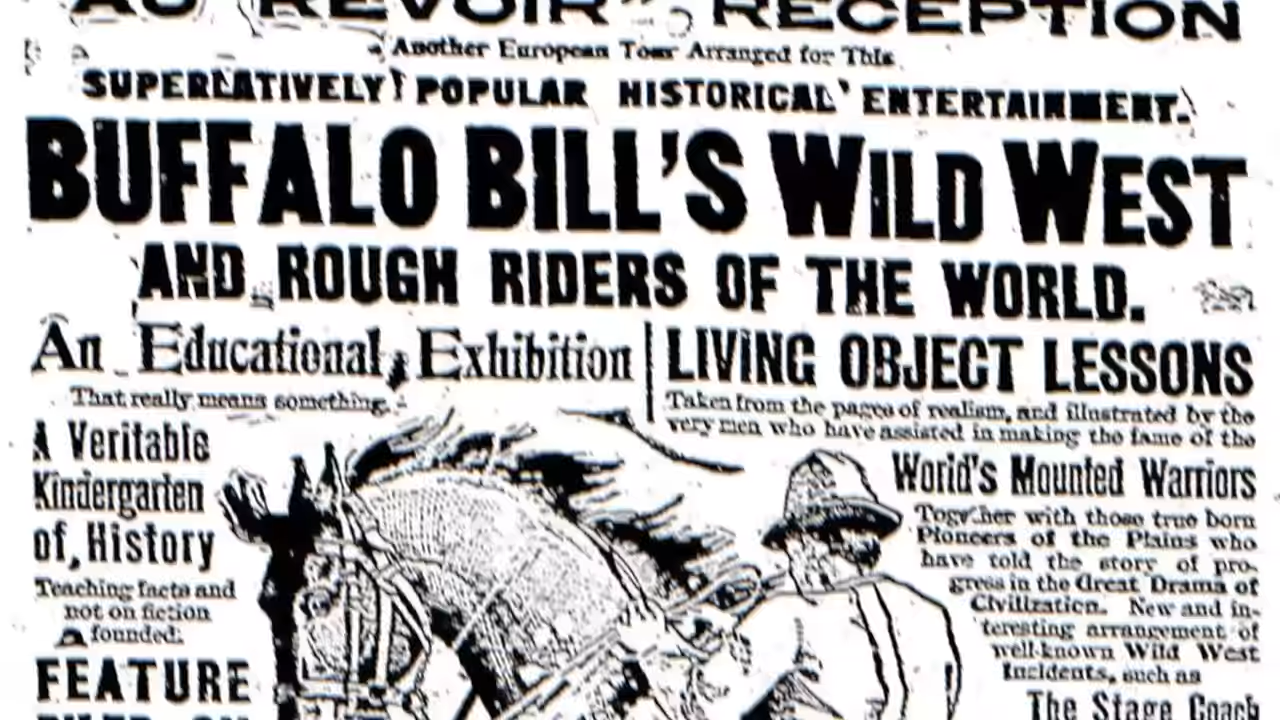 AU REVOIR" RECEPTION
Another European Tour Arranged for This
SUPERLATIVELY POPULAR HISTORICAL ENTERTAINMENT.
BUFFALO BILL'S WILD WEST
AND ROUGH RIDERS OF THE WORLD.
An Educational Exhibition
That really means something.
A Veritable
Kindergarten
of History
Teaching facts and
not on fiction
founded.
FEATURE
LIVING OBJECT LESSONS
Taken from the pages of realism, and illustrated by the
very men who have assisted in making the fame of the
World's Mounted Warriors
Together with those true born
Pioneers of the Plains who
have told the story of pro-
gress in the Great Drama of
Civilization. New and in-
teresting arrangement of
well-known Wild West
Incidents, such as
The Stage Coach